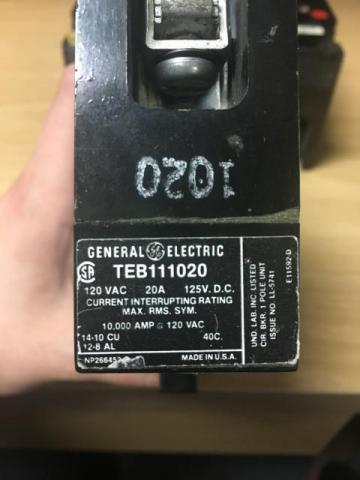 1020
GENERAL GE ELECTRIC
SA TEB111020
120 VAC 20A 125V. D.C.
CURRENT INTERRUPTING RATING
MAX. RMS. SYM.
10,000 AMP @ 120 VAC
14-10 CU 40C.
12-8 AL
MADE IN U.S.A.
UND. LAB. INC. LISTED
CIR. BKR. 1 POLE UNIT
ISSUE NO. LL-5741
E11592-D